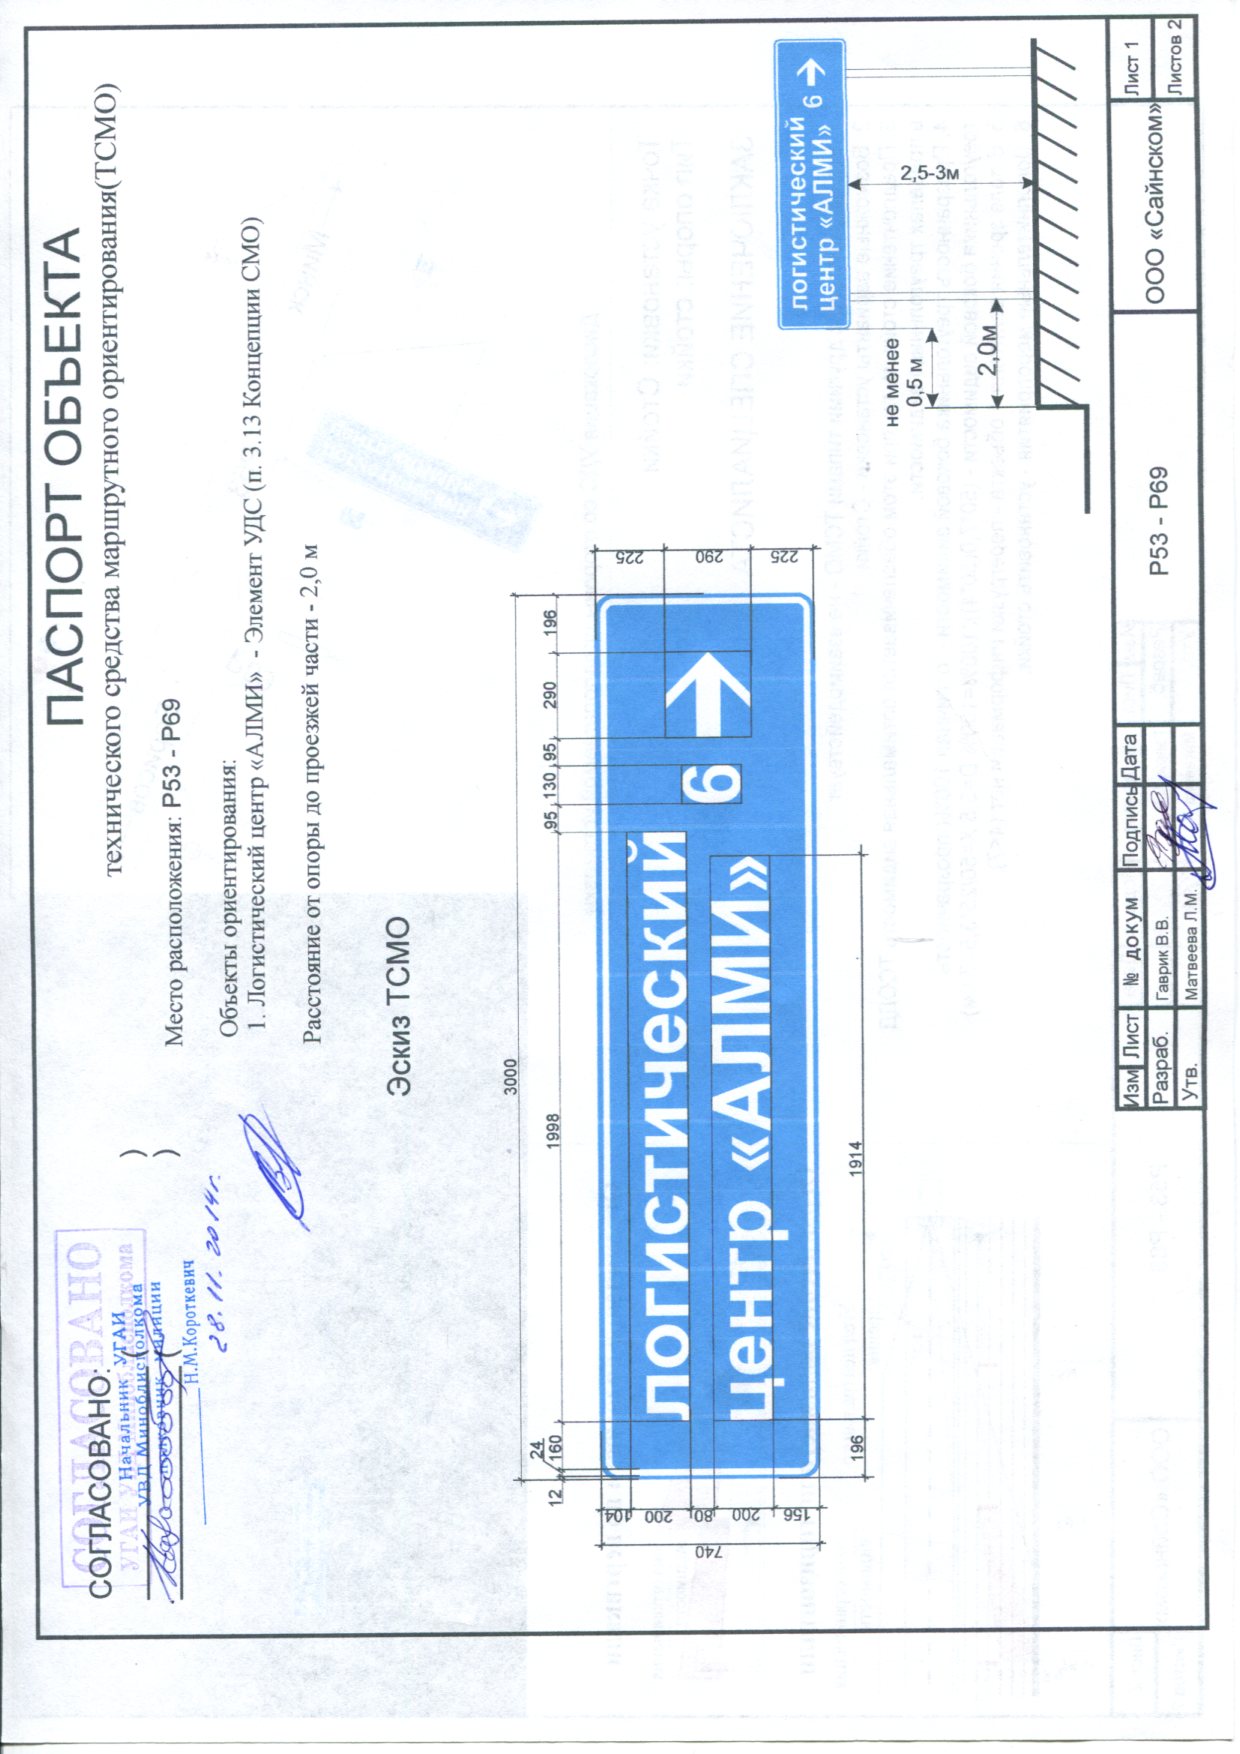 ПАСПОРТ ОБЪЕКТА
технического средства маршрутного ориентирования(ТСМО)
СОГЛАСОВАНО
СОГЛАСОВАНО:
Начальник УГАИ
УВД Миноблисполкома
полковник милиции
Н.М.Короткевич
28.11.2014г.
Место расположения: Р53 - Р69
Объекты ориентирования:
1. Логистический центр «АЛМИ» - Элемент УДС (п. 3.13 Концепции СМО)
Расстояние от опоры до проезжей части - 2,0 м
Эскиз ТСМО
3000
12 24 160 1998 95 130 95 290 196
логистический
центр «АЛМИ» 6
196 1914
740
104 200 80 200 156
225 290 225
логистический
центр «АЛМИ» 6
2,5-3м
не менее
0,5 м
2,0м
Изм Лист № докум Подпись Дата
Разраб. Гаврик В.В.
Утв. Матвеева Л.М.
Р53 - Р69
ООО «Сайнском»
Лист 1
Листов 2